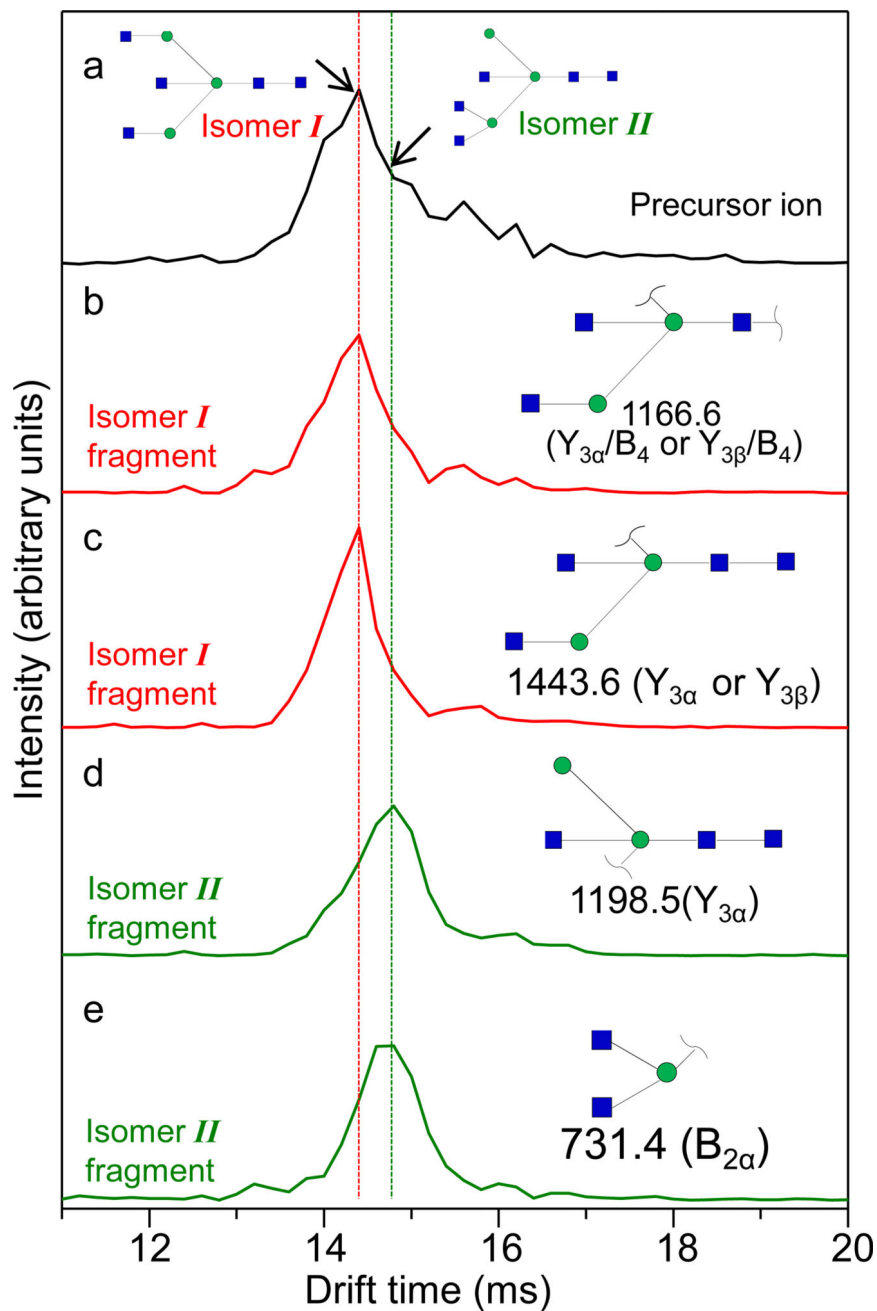 a
Isomer I
Isomer II
Precursor ion
b
Isomer I
fragment
1166.6
(Y3α/B4 or Y3β/B4)
c
Isomer I
fragment
1443.6 (Y3α or Y3β)
d
Isomer II
fragment
1198.5(Y3α)
e
Isomer II
fragment
731.4 (B2α)
Intensity (arbitrary units)
12 14 16 18 20
Drift time (ms)